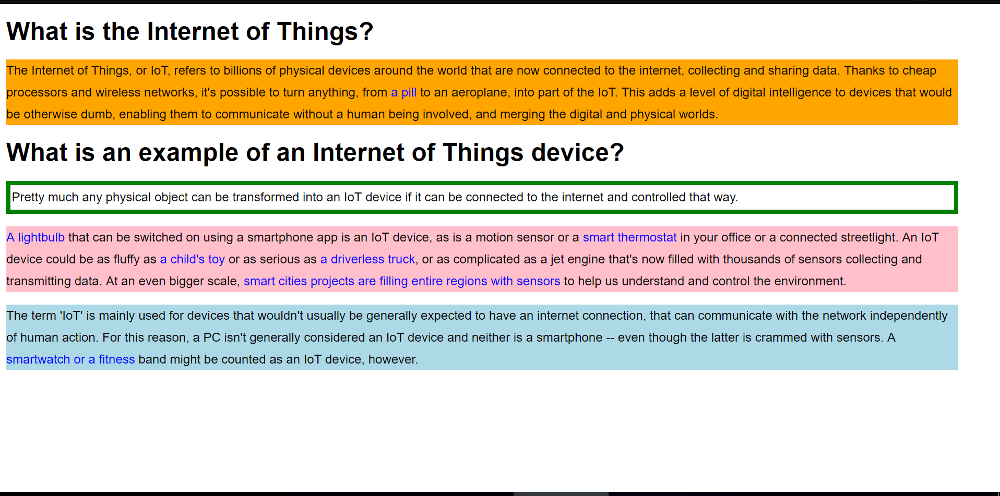 What is the Internet of Things?
The Internet of Things, or IoT, refers to billions of physical devices around the world that are now connected to the internet, collecting and sharing data. Thanks to cheap
processors and wireless networks, it's possible to turn anything, from a pill to an aeroplane, into part of the IoT. This adds a level of digital intelligence to devices that would
be otherwise dumb, enabling them to communicate without a human being involved, and merging the digital and physical worlds.
What is an example of an Internet of Things device?
Pretty much any physical object can be transformed into an IoT device if it can be connected to the internet and controlled that way.
A lightbulb that can be switched on using a smartphone app is an IoT device, as is a motion sensor or a smart thermostat in your office or a connected streetlight. An IoT
device could be as fluffy as a child's toy or as serious as a driverless truck, or as complicated as a jet engine that's now filled with thousands of sensors collecting and
transmitting data. At an even bigger scale, smart cities projects are filling entire regions with sensors to help us understand and control the environment.
The term 'IoT' is mainly used for devices that wouldn't usually be generally expected to have an internet connection, that can communicate with the network independently
of human action. For this reason, a PC isn't generally considered an IoT device and neither is a smartphone -- even though the latter is crammed with sensors. A
smartwatch or a fitness band might be counted as an IoT device, however.